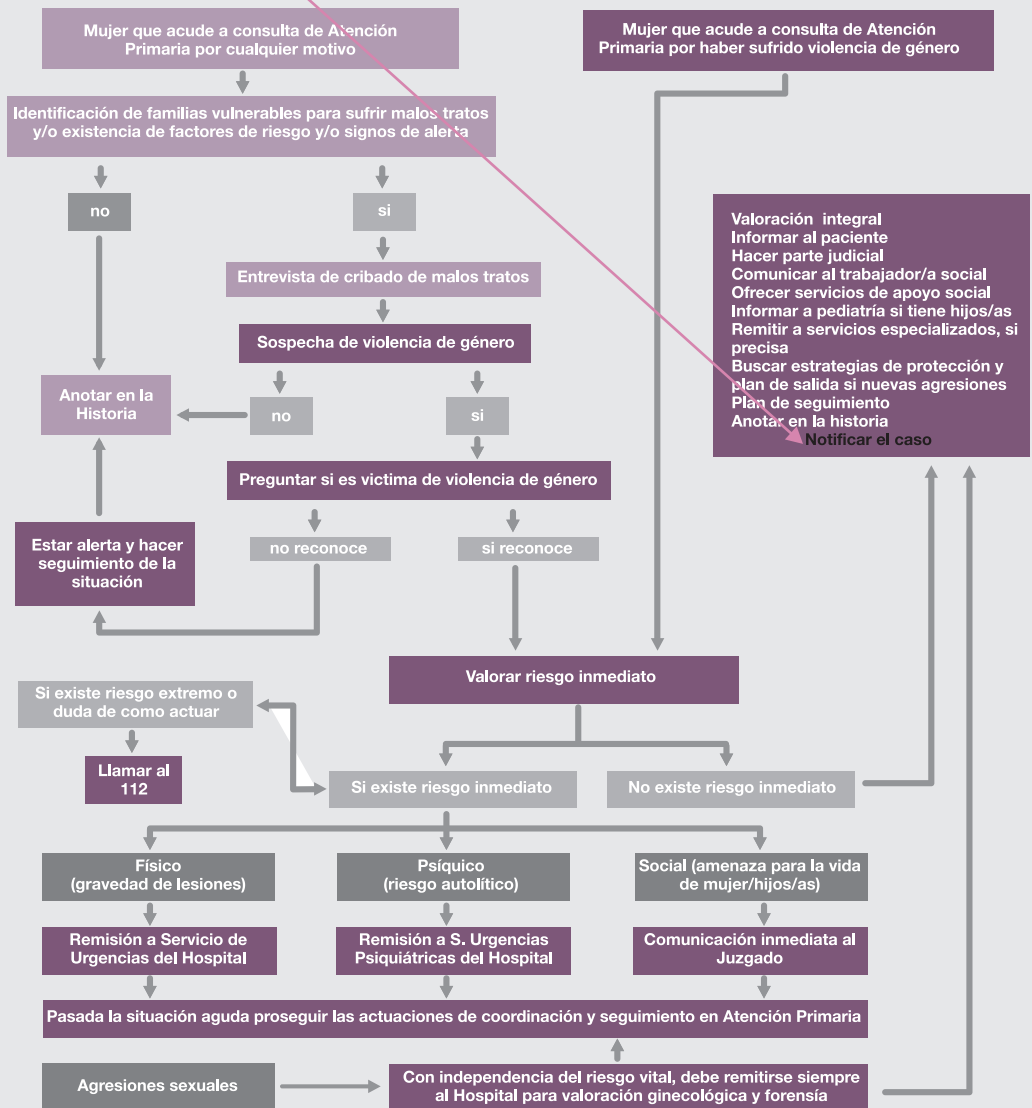 Mujer que acude a consulta de Atención
Primaria por cualquier motivo
Mujer que acude a consulta de Atención
Primaria por haber sufrido violencia de género
Identificación de familias vulnerables para sufrir malos tratos
y/o existencia de factores de riesgo y/o signos de alerta
no
si
Valoración integral
Informar al paciente
Hacer parte judicial
Comunicar al trabajador/a social
Ofrecer servicios de apoyo social
Informar a pediatría si tiene hijos/as
Remitir a servicios especializados, si
precisa
Buscar estrategias de protección y
plan de salida si nuevas agresiones
Plan de seguimiento
Anotar en la historia
Notificar el caso
Entrevista de cribado de malos tratos
Sospecha de violencia de género
Anotar en la
Historia
no
si
Preguntar si es victima de violencia de género
Estar alerta y hacer
seguimiento de la
situación
no reconoce
si reconoce
Valorar riesgo inmediato
Si existe riesgo extremo o
duda de como actuar
Llamar al
112
Si existe riesgo inmediato
No existe riesgo inmediato
Físico
(gravedad de lesiones)
Psíquico
(riesgo autolítico)
Social (amenaza para la vida
de mujer/hijos/as)
Remisión a Servicio de
Urgencias del Hospital
Remisión a S. Urgencias
Psiquiátricas del Hospital
Comunicación inmediata al
Juzgado
Pasada la situación aguda proseguir las actuaciones de coordinación y seguimiento en Atención Primaria
Agresiones sexuales
Con independencia del riesgo vital, debe remitirse siempre
al Hospital para valoración ginecológica y forensía